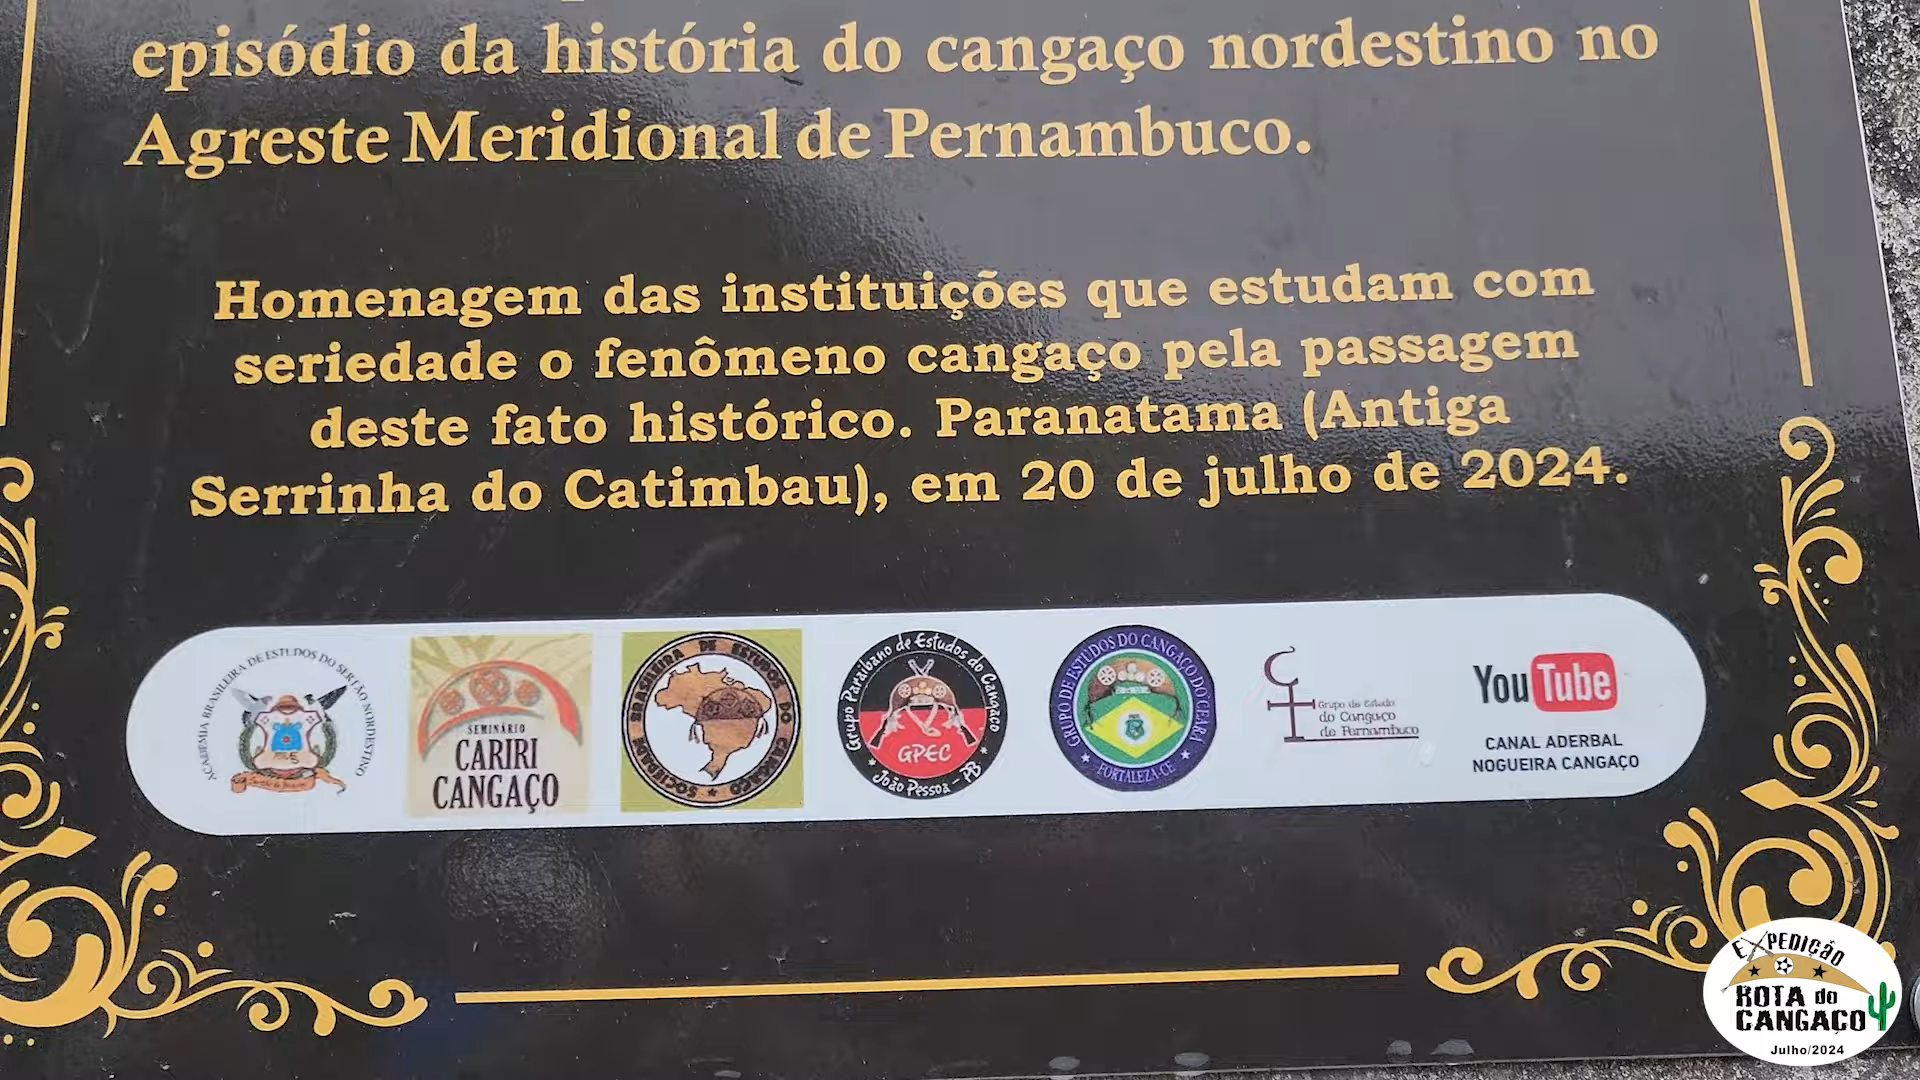 episódio da história do cangaço nordestino no
Agreste Meridional de Pernambuco.
Homenagem das instituições que estudam com
seriedade o fenômeno cangaço pela passagem
deste fato histórico. Paranatama (Antiga
Serrinha do Catimbau), em 20 de julho de 2024.
ACADEMIA BRASILEIRA DE ESTUDOS DO SERTÃO NORDESTINO
SEMINÁRIO
CARIRI
CANGAÇO
SOCIEDADE BRASILEIRA DE ESTUDOS DO CANGAÇO
Grupo Paraibano de Estudos do Cangaço
GPEC
João Pessoa - PB
GRUPO DE ESTUDOS DO CANGAÇO DO CEARÁ
FORTALEZA-CE
Grupo de Estudo
do Cangaço
de Pernambuco
YouTube
CANAL ADERBAL
NOGUEIRA CANGAÇO
EXPEDIÇÃO
ROTA do
CANGAÇO
Julho/2024